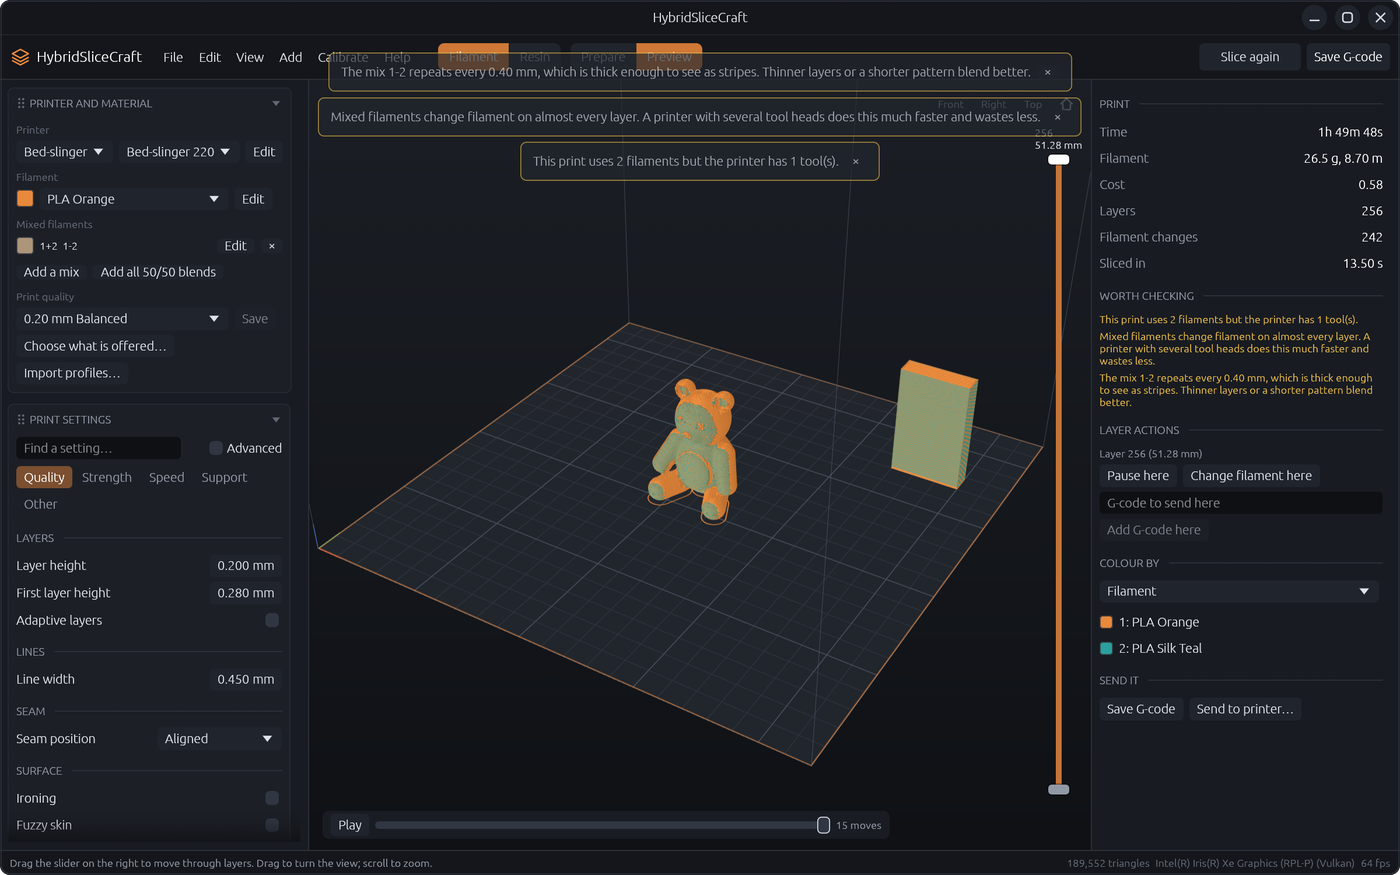 HybridSliceCraft
HybridSliceCraft
File
Edit
View
Add
Calibrate
Help
Filament
Resin
Prepare
Preview
Slice again
Save G-code
The mix 1-2 repeats every 0.40 mm, which is thick enough to see as stripes. Thinner layers or a shorter pattern blend better. ×
Front
Right
Top
Mixed filaments change filament on almost every layer. A printer with several tool heads does this much faster and wastes less. ×
256
51.28 mm
This print uses 2 filaments but the printer has 1 tool(s). ×
PRINTER AND MATERIAL
Printer
Bed-slinger
Bed-slinger 220
Edit
Filament
PLA Orange
Edit
Mixed filaments
1+2 1-2
Edit
×
Add a mix
Add all 50/50 blends
Print quality
0.20 mm Balanced
Save
Choose what is offered…
Import profiles…
PRINT SETTINGS
Find a setting…
Advanced
Quality
Strength
Speed
Support
Other
LAYERS
Layer height 0.200 mm
First layer height 0.280 mm
Adaptive layers
LINES
Line width 0.450 mm
SEAM
Seam position Aligned
SURFACE
Ironing
Fuzzy skin
Play
15 moves
PRINT
Time 1h 49m 48s
Filament 26.5 g, 8.70 m
Cost 0.58
Layers 256
Filament changes 242
Sliced in 13.50 s
WORTH CHECKING
This print uses 2 filaments but the printer has 1 tool(s).
Mixed filaments change filament on almost every layer. A
printer with several tool heads does this much faster and
wastes less.
The mix 1-2 repeats every 0.40 mm, which is thick enough
to see as stripes. Thinner layers or a shorter pattern blend
better.
LAYER ACTIONS
Layer 256 (51.28 mm)
Pause here
Change filament here
G-code to send here
Add G-code here
COLOUR BY
Filament
1: PLA Orange
2: PLA Silk Teal
SEND IT
Save G-code
Send to printer…
Drag the slider on the right to move through layers. Drag to turn the view; scroll to zoom.
189,552 triangles Intel(R) Iris(R) Xe Graphics (RPL-P) (Vulkan) 64 fps